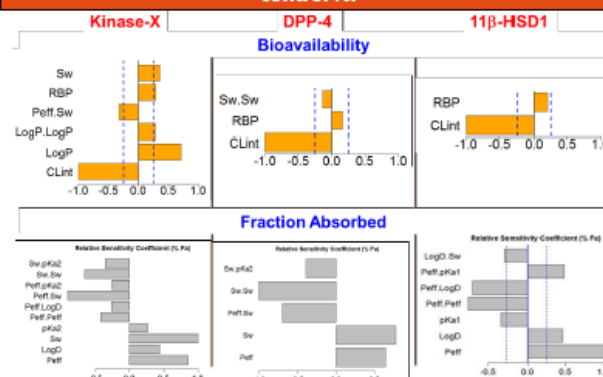 Kinase-X
DPP-4
11β-HSD1
Bioavailability
Sw
RBP
Peff.Sw
LogP.LogP
LogP
CLint
-1.0 -0.5 0.0 0.5 1.0
Sw.Sw
RBP
CLint
-1.0 -0.5 0.0 0.5 1.0
RBP
CLint
-1.0 -0.5 0.0 0.5 1.0
Fraction Absorbed
Relative Sensitivity Coefficient (% Fa)
Sw.pKa2
Sw.Sw
Peff.pKa2
Peff.Sw
Peff.LogD
Peff.Peff
pKa2
Sw
LogD
Peff
Relative Sensitivity Coefficient (% Fa)
Sw.pKa2
Sw.Sw
Peff.Sw
Sw
Peff
Relative Sensitivity Coefficient (% Fa)
LogD.Sw
Peff.pKa1
Peff.LogD
Peff.Peff
pKa1
LogD
Peff
-0.5 0.0 0.5